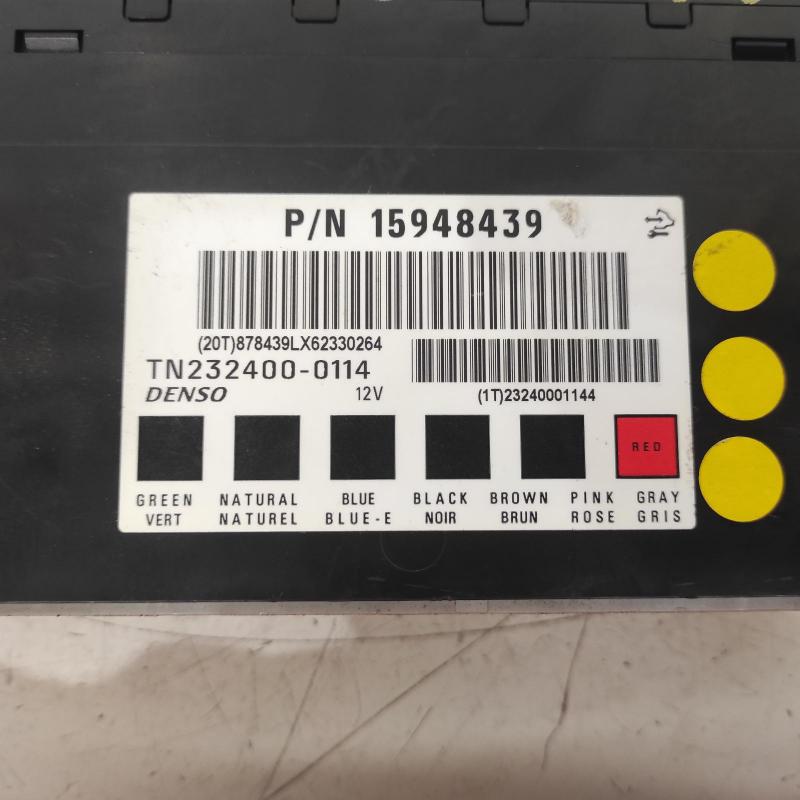 P/N 15948439
(20T)878439LX62330264
TN232400-0114
DENSO 12V
(1T)23240001144
RED
GREEN NATURAL BLUE BLACK BROWN PINK GRAY
VERT NATUREL BLUE-E NOIR BRUN ROSE GRIS